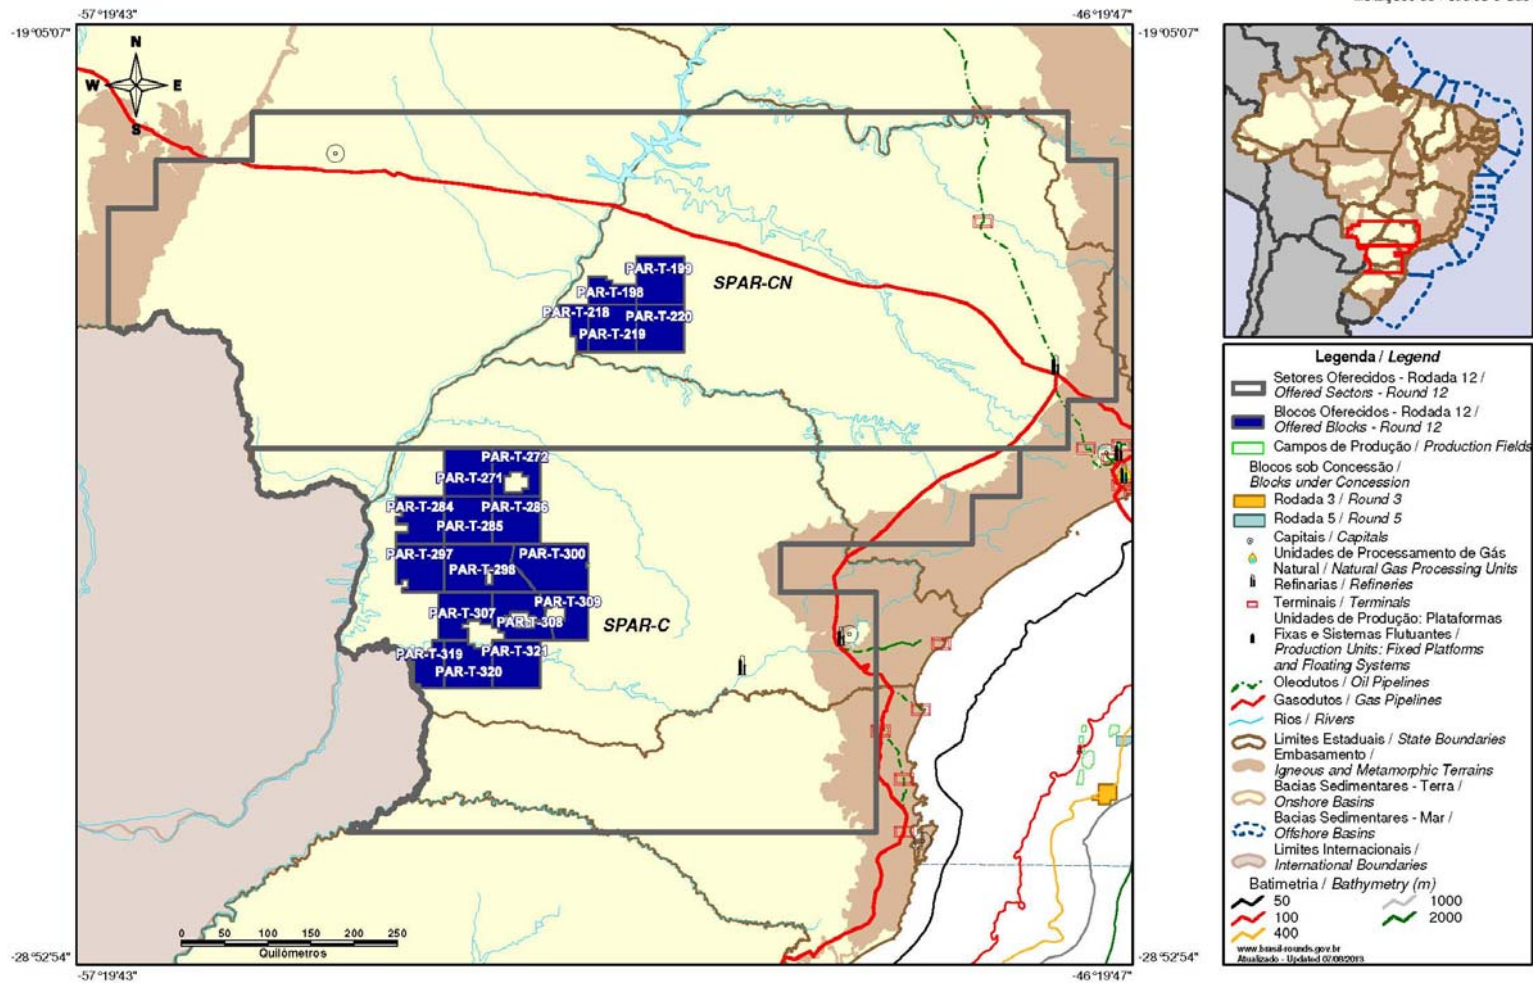 -57°19'43"
-46°19'47"
-19°05'07"
-19°05'07"
N
W
E
S
PAR-T-199
SPAR-CN
PAR-T-198
PAR-T-218
PAR-T-220
PAR-T-219
PAR-T-272
PAR-T-271
PAR-T-284
PAR-T-286
PAR-T-285
PAR-T-297
PAR-T-300
PAR-T-298
PAR-T-309
PAR-T-307
PAR-T-308
SPAR-C
PAR-T-319
PAR-T-321
PAR-T-320
0 50 100 150 200 250
Quilômetros
-28°52'54"
-28°52'54"
-57°19'43"
-46°19'47"
Legenda / Legend
Setores Oferecidos - Rodada 12 /
Offered Sectors - Round 12
Blocos Oferecidos - Rodada 12 /
Offered Blocks - Round 12
Campos de Produção / Production Fields
Blocos sob Concessão /
Blocks under Concession
Rodada 3 / Round 3
Rodada 5 / Round 5
Capitais / Capitals
Unidades de Processamento de Gás
Natural / Natural Gas Processing Units
Refinarias / Refineries
Terminais / Terminals
Unidades de Produção: Plataformas
Fixas e Sistemas Flutuantes /
Production Units: Fixed Platforms
and Floating Systems
Oleodutos / Oil Pipelines
Gasodutos / Gas Pipelines
Rios / Rivers
Limites Estaduais / State Boundaries
Embasamento /
Igneous and Metamorphic Terrains
Bacias Sedimentares - Terra /
Onshore Basins
Bacias Sedimentares - Mar /
Offshore Basins
Limites Internacionais /
International Boundaries
Batimetria / Bathymetry (m)
50
1000
100
2000
400
www.brasil-rounds.gov.br
Atualizado - Updated 07/08/2013